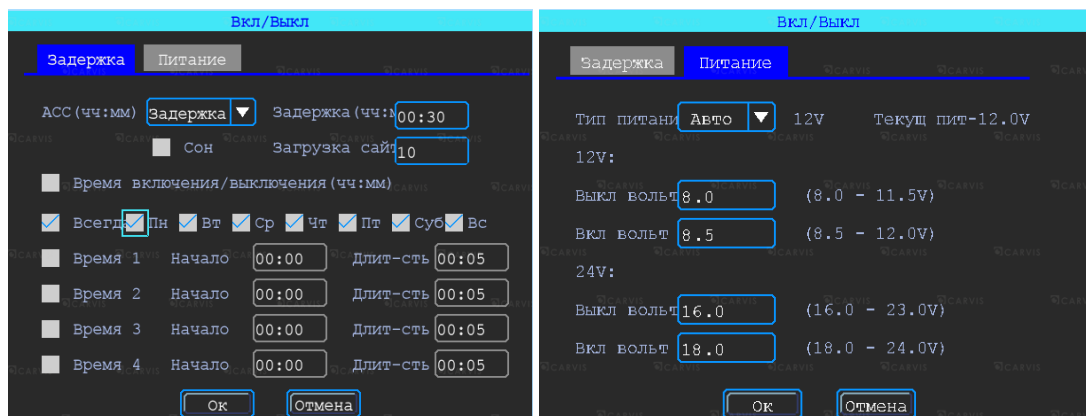 Вкл/Выкл
Задержка Питание
ACC(чч:мм) Задержка Задержка(чч:м 00:30
Сон Загрузка сайт 10
Время включения/выключения(чч:мм)
Всегда Пн Вт Ср Чт Пт Суб Вс
Время 1 Начало 00:00 Длит-сть 00:05
Время 2 Начало 00:00 Длит-сть 00:05
Время 3 Начало 00:00 Длит-сть 00:05
Время 4 Начало 00:00 Длит-сть 00:05
Ок Отмена
Вкл/Выкл
Задержка Питание
Тип питани Авто 12V Текущ пит-12.0V
12V:
Выкл вольт 8.0 (8.0 - 11.5V)
Вкл вольт 8.5 (8.5 - 12.0V)
24V:
Выкл вольт 16.0 (16.0 - 23.0V)
Вкл вольт 18.0 (18.0 - 24.0V)
Ок Отмена
CARVIS